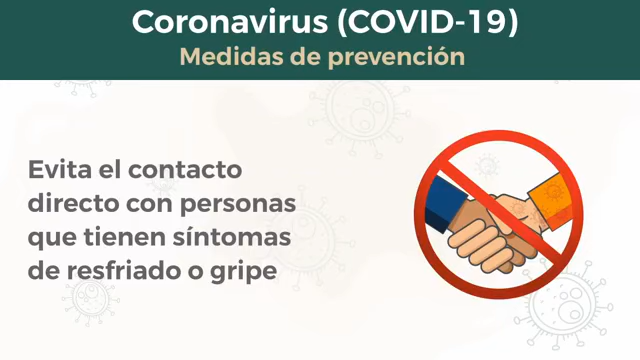 Coronavirus (COVID-19)
Medidas de prevención
Evita el contacto
directo con personas
que tienen síntomas
de resfriado o gripe